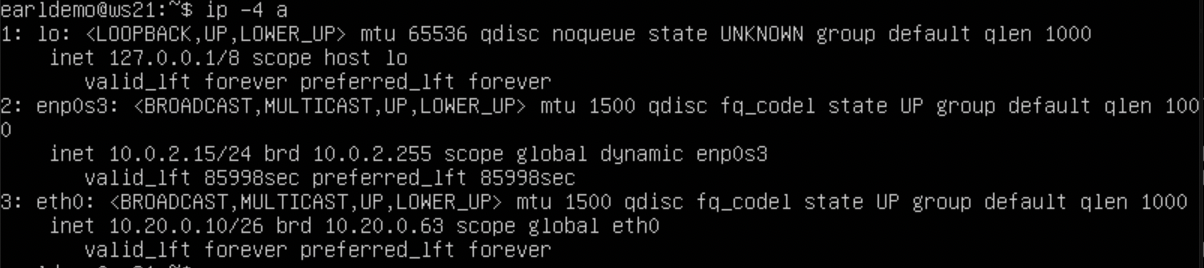 earldemo@ws21:~$ ip -4 a
1: lo: <LOOPBACK,UP,LOWER_UP> mtu 65536 qdisc noqueue state UNKNOWN group default qlen 1000
    inet 127.0.0.1/8 scope host lo
       valid_lft forever preferred_lft forever
2: enp0s3: <BROADCAST,MULTICAST,UP,LOWER_UP> mtu 1500 qdisc fq_codel state UP group default qlen 100
0
    inet 10.0.2.15/24 brd 10.0.2.255 scope global dynamic enp0s3
       valid_lft 85998sec preferred_lft 85998sec
3: eth0: <BROADCAST,MULTICAST,UP,LOWER_UP> mtu 1500 qdisc fq_codel state UP group default qlen 1000
    inet 10.20.0.10/26 brd 10.20.0.63 scope global eth0
       valid_lft forever preferred_lft forever